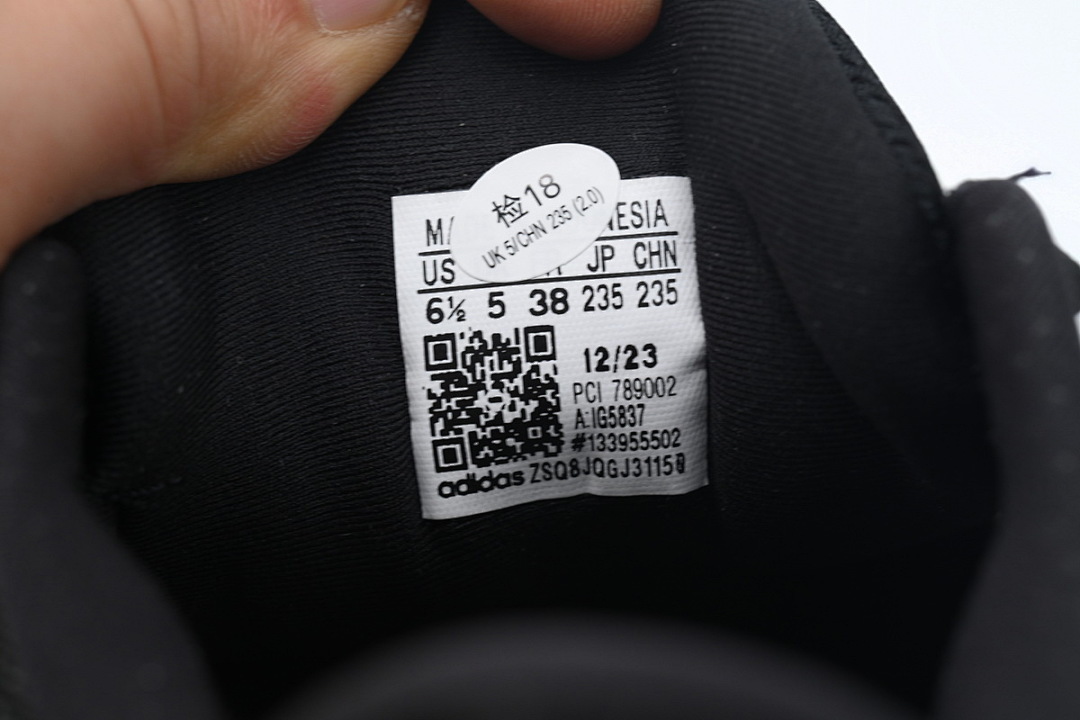 检18
UK 5/CHN 235 (2.0)
M/ NESIA
US JP CHN
6½ 5 38 235 235
12/23
PCI 789002
A:IG5837
#133955502
adidas ZSQ8JQGJ31150